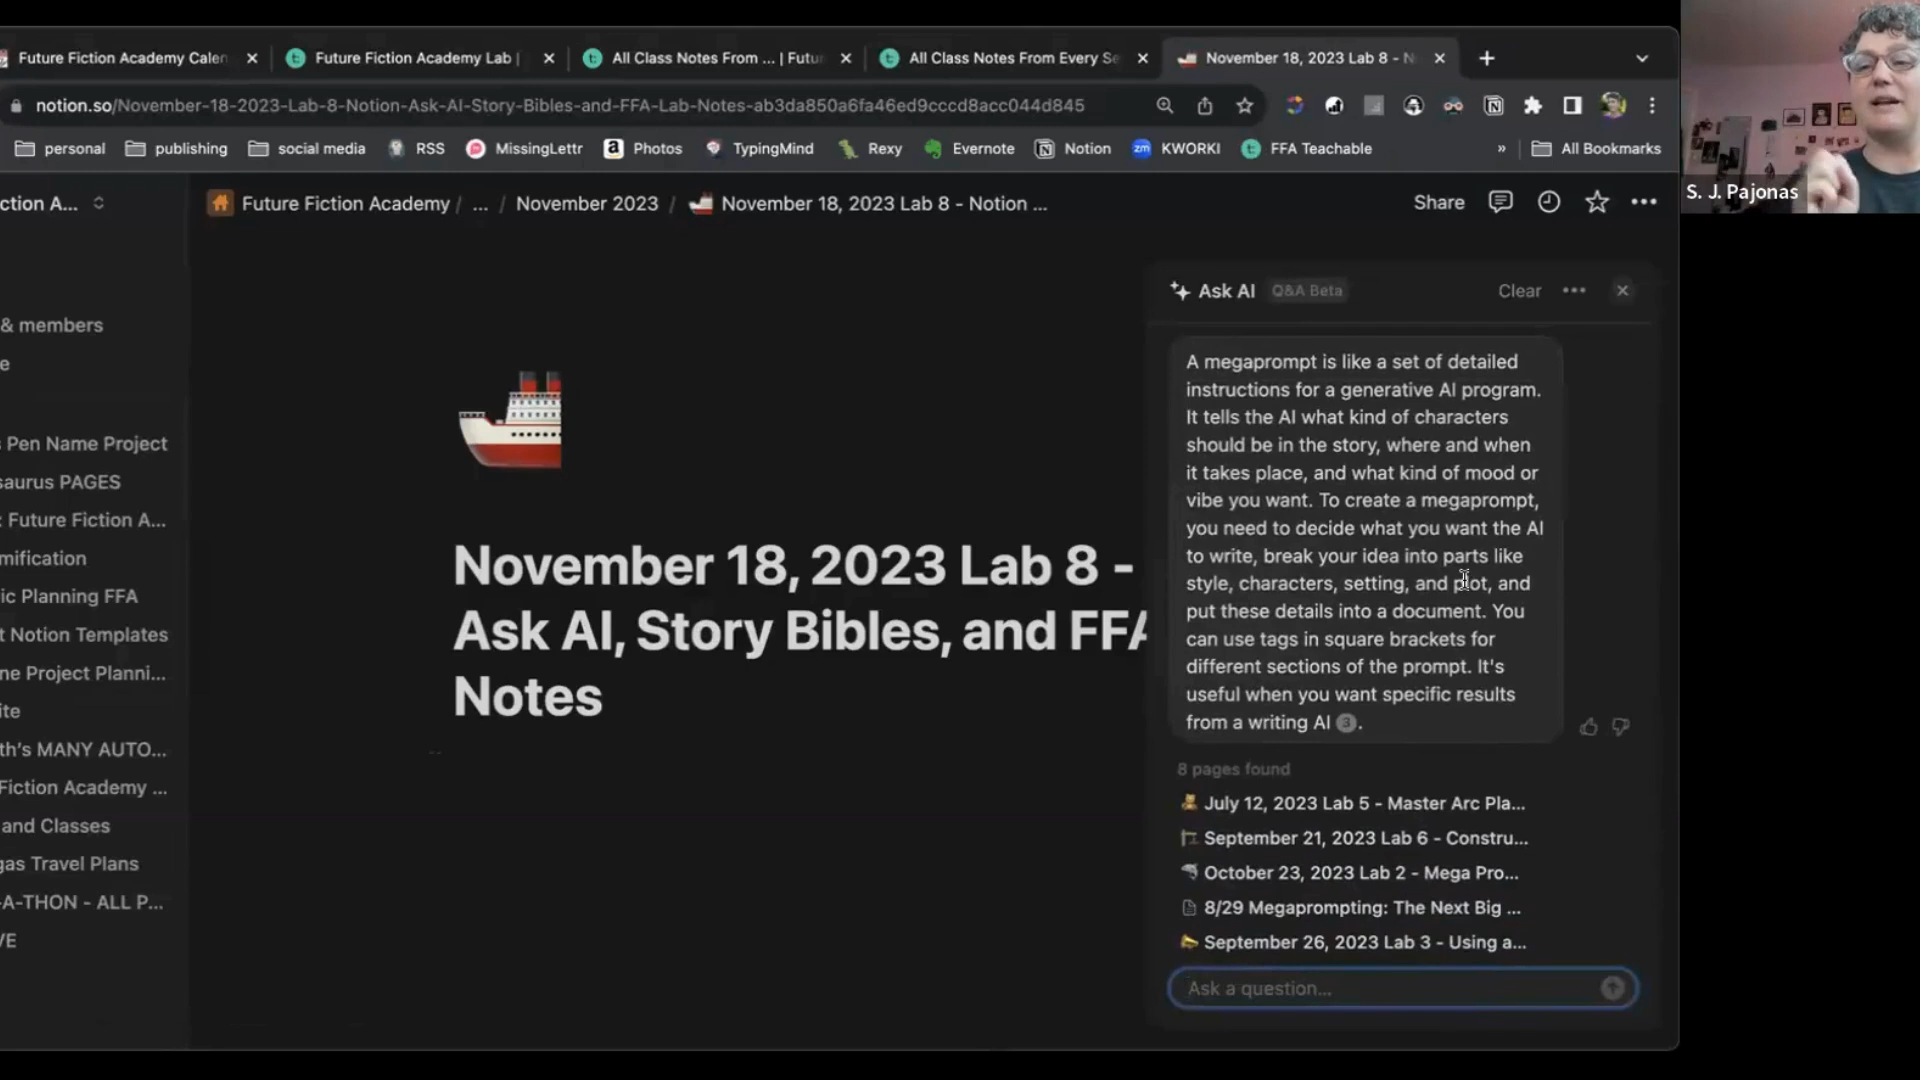 Future Fiction Academy Calen
Future Fiction Academy Lab |
All Class Notes From ... | Futur
All Class Notes From Every Se
November 18, 2023 Lab 8 - N
notion.so/November-18-2023-Lab-8-Notion-Ask-AI-Story-Bibles-and-FFA-Lab-Notes-ab3da850a6fa46ed9cccd8acc044d845
personal publishing social media RSS MissingLettr Photos TypingMind Rexy Evernote Notion KWORKI FFA Teachable » All Bookmarks
S. J. Pajonas
ction A...
Future Fiction Academy / ... / November 2023 / November 18, 2023 Lab 8 - Notion ...
Share
& members
e
s Pen Name Project
saurus PAGES
: Future Fiction A...
mification
ic Planning FFA
t Notion Templates
ne Project Planni...
ite
th's MANY AUTO...
Fiction Academy ...
and Classes
gas Travel Plans
-A-THON - ALL P...
VE
November 18, 2023 Lab 8 -
Ask AI, Story Bibles, and FFA
Notes
Ask AI Q&A Beta Clear
A megaprompt is like a set of detailed
instructions for a generative AI program.
It tells the AI what kind of characters
should be in the story, where and when
it takes place, and what kind of mood or
vibe you want. To create a megaprompt,
you need to decide what you want the AI
to write, break your idea into parts like
style, characters, setting, and plot, and
put these details into a document. You
can use tags in square brackets for
different sections of the prompt. It's
useful when you want specific results
from a writing AI 3.
8 pages found
July 12, 2023 Lab 5 - Master Arc Pla...
September 21, 2023 Lab 6 - Constru...
October 23, 2023 Lab 2 - Mega Pro...
8/29 Megaprompting: The Next Big ...
September 26, 2023 Lab 3 - Using a...
Ask a question...